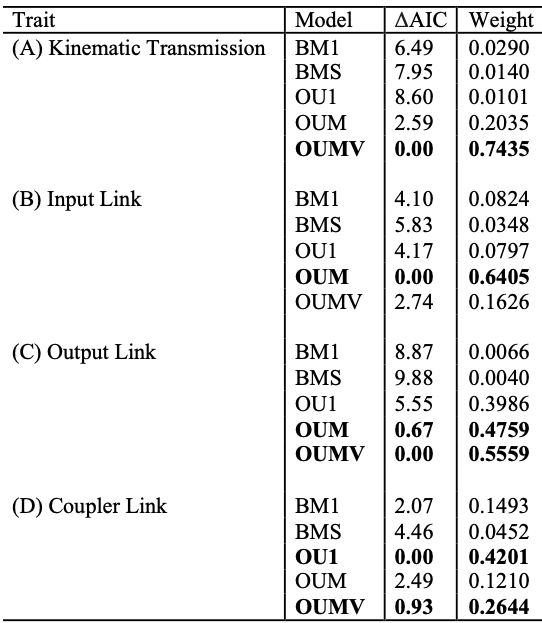 Trait Model ΔAIC Weight
(A) Kinematic Transmission BM1 6.49 0.0290
BMS 7.95 0.0140
OU1 8.60 0.0101
OUM 2.59 0.2035
OUMV 0.00 0.7435
(B) Input Link BM1 4.10 0.0824
BMS 5.83 0.0348
OU1 4.17 0.0797
OUM 0.00 0.6405
OUMV 2.74 0.1626
(C) Output Link BM1 8.87 0.0066
BMS 9.88 0.0040
OU1 5.55 0.3986
OUM 0.67 0.4759
OUMV 0.00 0.5559
(D) Coupler Link BM1 2.07 0.1493
BMS 4.46 0.0452
OU1 0.00 0.4201
OUM 2.49 0.1210
OUMV 0.93 0.2644